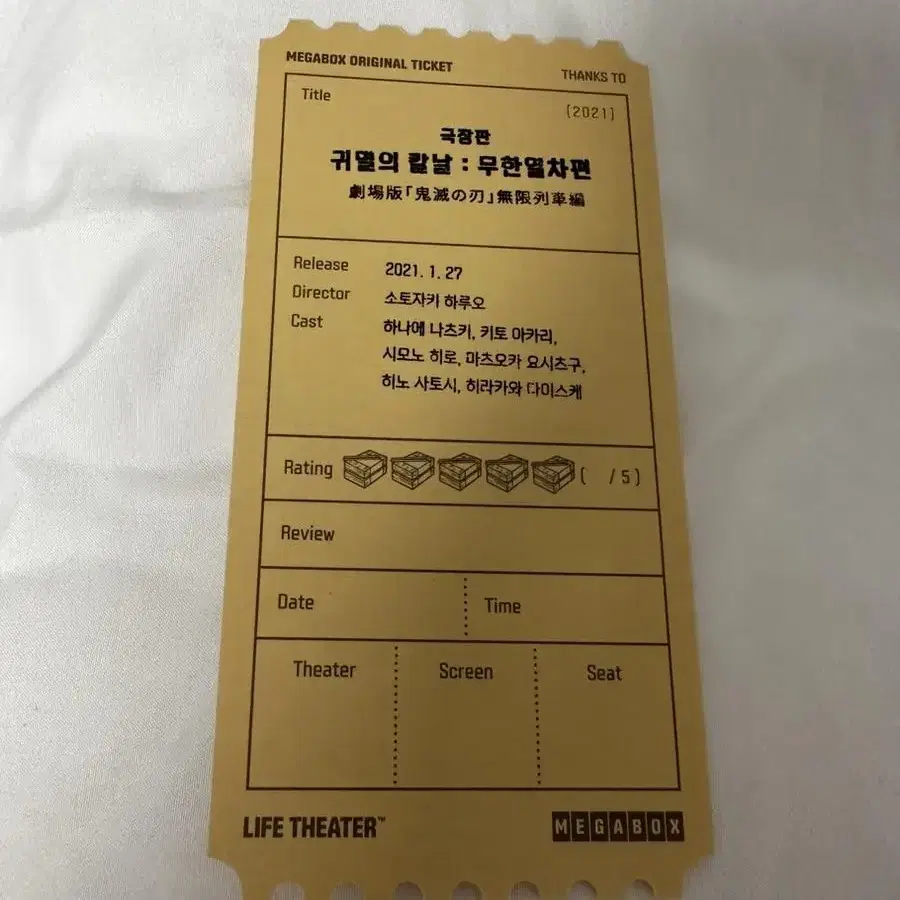 MEGABOX ORIGINAL TICKET
THANKS TO
Title
(2021)
극장판
귀멸의 칼날 : 무한열차편
劇場版「鬼滅の刃」無限列車編
Release 2021. 1. 27
Director 소토자키 하루오
Cast 하나에 나츠키, 키토 아카리,
시모노 히로, 마츠오카 요시츠구,
히노 사토시, 히라카와 다이스케
Rating ( /5)
Review
Date Time
Theater Screen Seat
LIFE THEATER™ MEGABOX